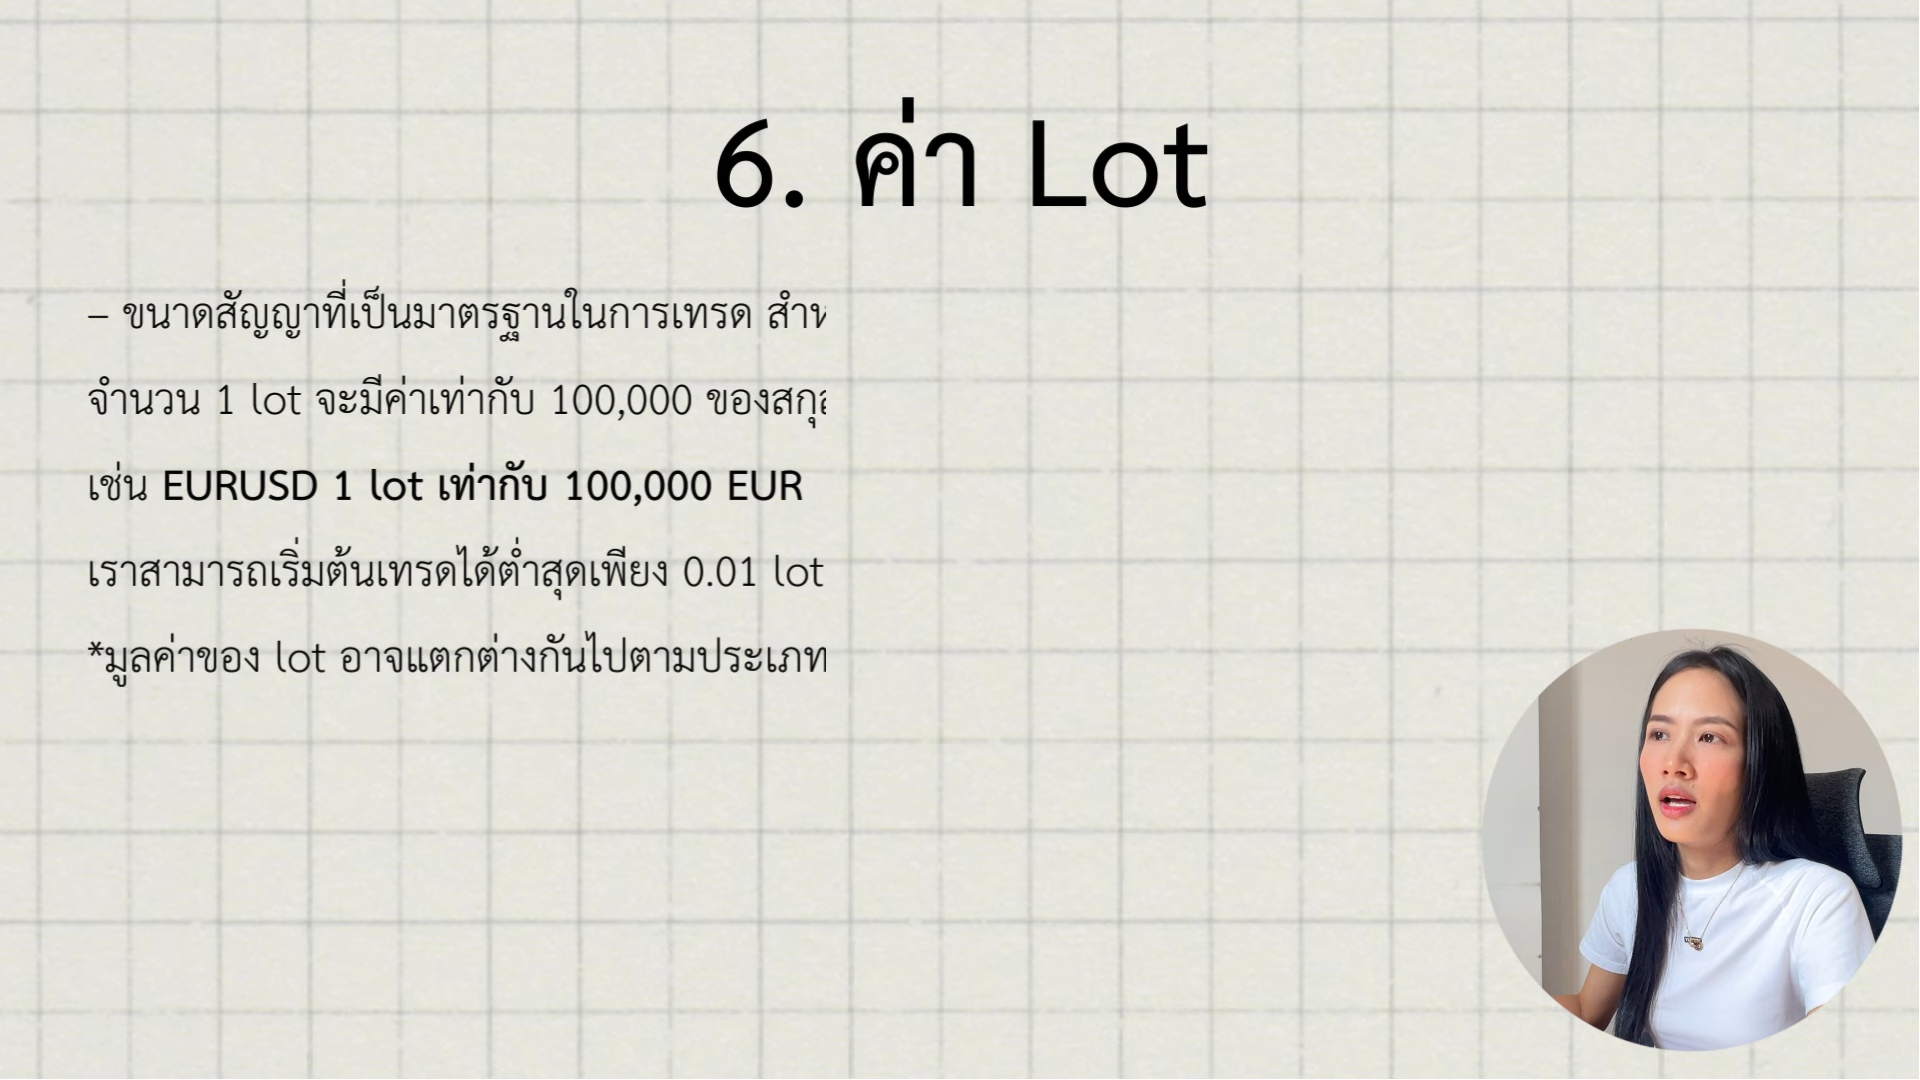 6. ค่า Lot
– ขนาดสัญญาที่เป็นมาตรฐานในการเทรด
จำนวน 1 lot จะมีค่าเท่ากับ 100,000 ของ
เช่น EURUSD 1 lot เท่ากับ 100,000 EUR
เราสามารถเริ่มต้นเทรดได้ต่ำสุดเพียง 0.01 lot
*มูลค่าของ lot อาจแตกต่างกันไปตามประเภท